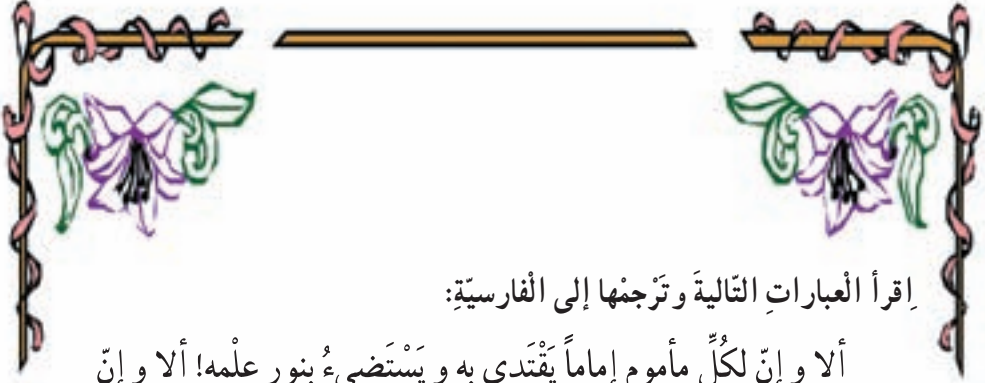 اِقرأ الْعباراتِ التّاليةَ و تَرْجمْها إلى الْفارسيّةِ:
ألا و إنّ لكُلِّ مأمومٍ إماماً يَقْتَدي به و يَسْتَضيءُ بنور علْمه! ألا و إنّ